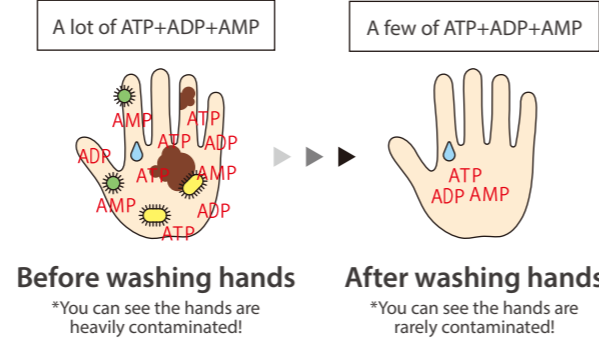 A lot of ATP+ADP+AMP
A few of ATP+ADP+AMP
AMP
ATP
ATP
ADP
ADP
ATP
AMP
AMP
ADP
ATP
ATP
ADP AMP
Before washing hands
After washing hands
*You can see the hands are
heavily contaminated!
*You can see the hands are
rarely contaminated!